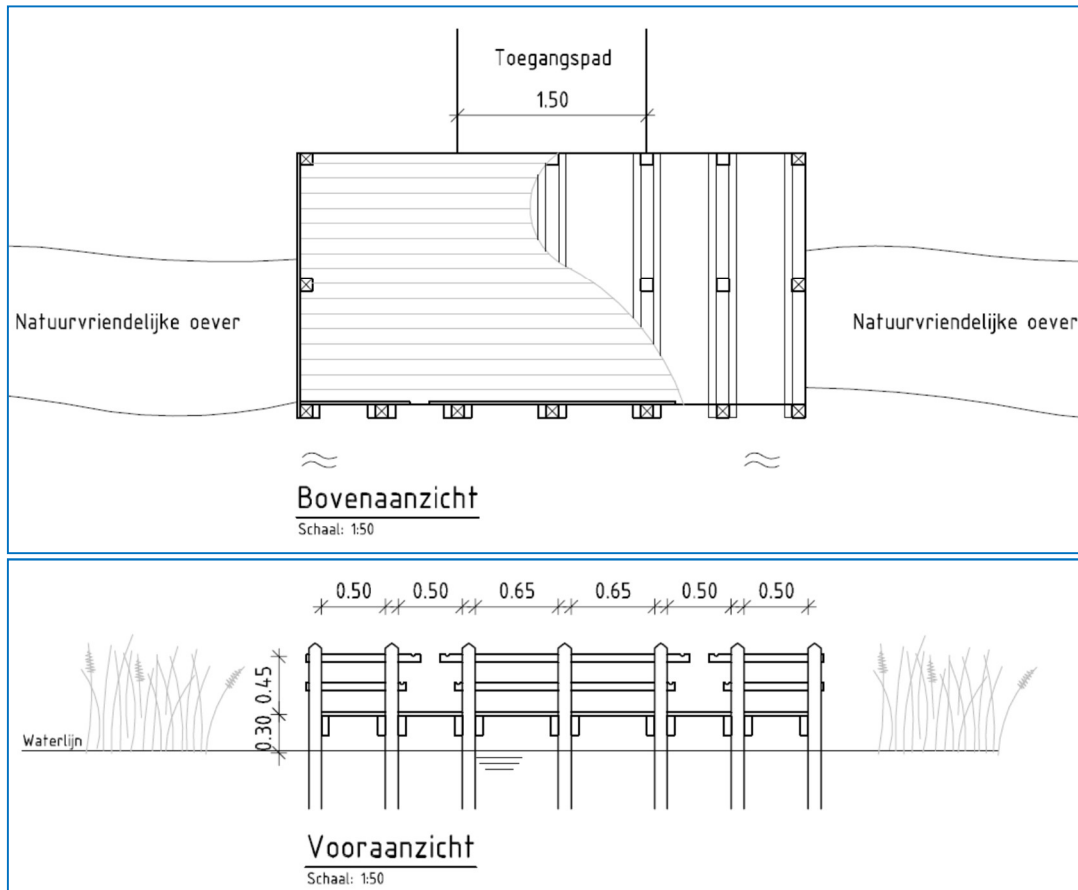 Toegangspad
1.50
Natuurvriendelijke oever
Natuurvriendelijke oever
Bovenaanzicht
Schaal: 1:50
0.50 0.50 0.65 0.65 0.50 0.50
0.45
0.30
Waterlijn
Vooraanzicht
Schaal: 1:50